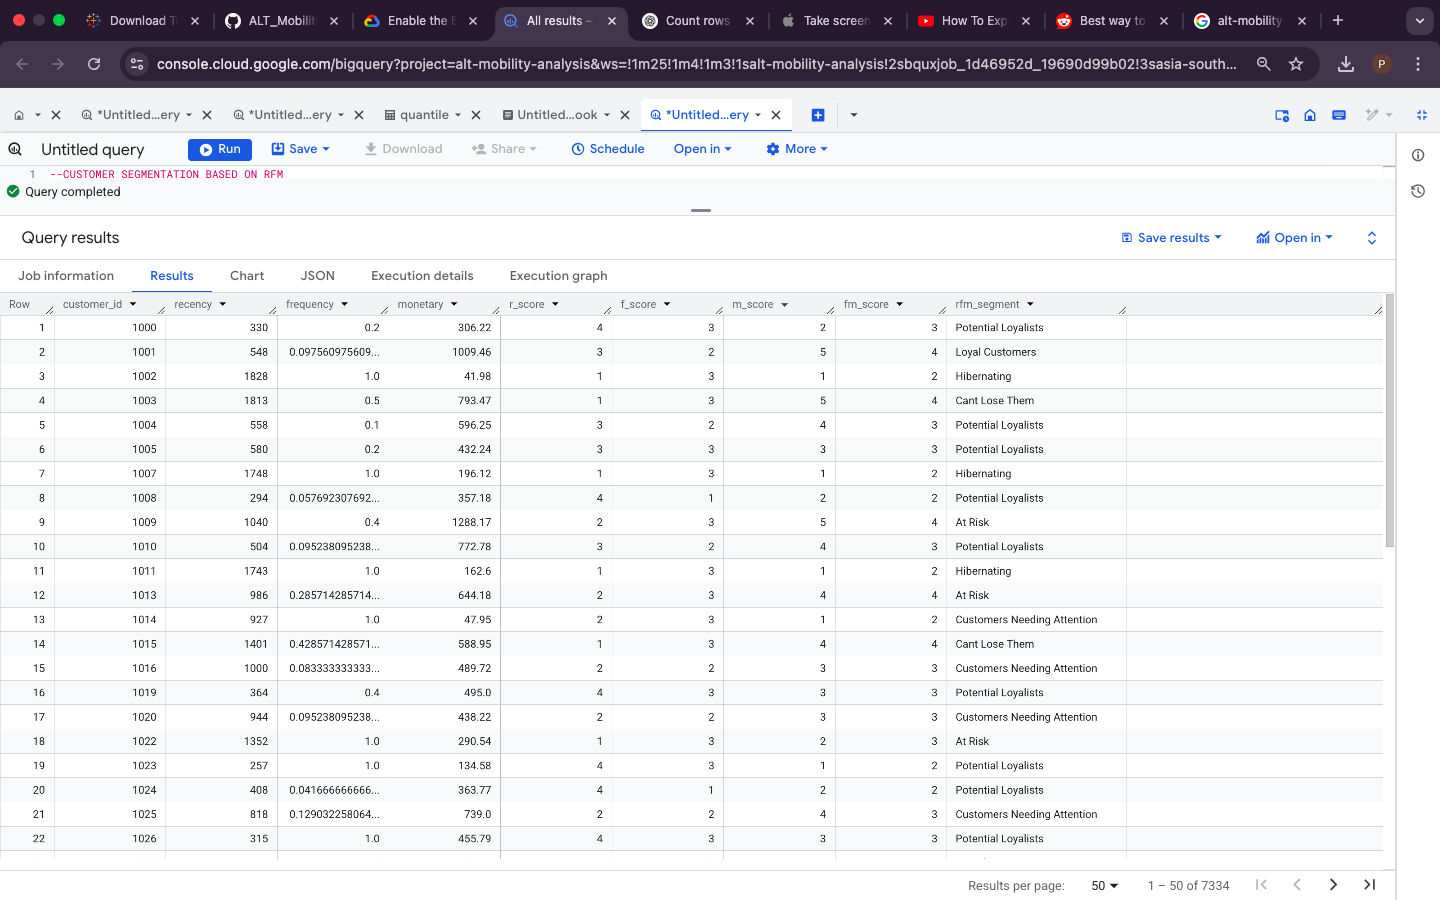 Download Ta
ALT_Mobilit
Enable the B
All results –
Count rows
Take screen
How To Exp
Best way to
alt-mobility
console.cloud.google.com/bigquery?project=alt-mobility-analysis&ws=!1m25!1m4!1m3!1salt-mobility-analysis!2sbquxjob_1d46952d_19690d99b02!3sasia-south...
P
*Untitled...ery
*Untitled...ery
quantile
Untitled...ook
*Untitled...ery
Untitled query
Run
Save
Download
Share
Schedule
Open in
More
1 --CUSTOMER SEGMENTATION BASED ON RFM
Query completed
Query results
Save results
Open in
Job information Results Chart JSON Execution details Execution graph
Row customer_id recency frequency monetary r_score f_score m_score fm_score rfm_segment
1 1000 330 0.2 306.22 4 3 2 3 Potential Loyalists
2 1001 548 0.097560975609... 1009.46 3 2 5 4 Loyal Customers
3 1002 1828 1.0 41.98 1 3 1 2 Hibernating
4 1003 1813 0.5 793.47 1 3 5 4 Cant Lose Them
5 1004 558 0.1 596.25 3 2 4 3 Potential Loyalists
6 1005 580 0.2 432.24 3 3 3 3 Potential Loyalists
7 1007 1748 1.0 196.12 1 3 1 2 Hibernating
8 1008 294 0.057692307692... 357.18 4 1 2 2 Potential Loyalists
9 1009 1040 0.4 1288.17 2 3 5 4 At Risk
10 1010 504 0.095238095238... 772.78 3 2 4 3 Potential Loyalists
11 1011 1743 1.0 162.6 1 3 1 2 Hibernating
12 1013 986 0.285714285714... 644.18 2 3 4 4 At Risk
13 1014 927 1.0 47.95 2 3 1 2 Customers Needing Attention
14 1015 1401 0.428571428571... 588.95 1 3 4 4 Cant Lose Them
15 1016 1000 0.083333333333... 489.72 2 2 3 3 Customers Needing Attention
16 1019 364 0.4 495.0 4 3 3 3 Potential Loyalists
17 1020 944 0.095238095238... 438.22 2 2 3 3 Customers Needing Attention
18 1022 1352 1.0 290.54 1 3 2 3 At Risk
19 1023 257 1.0 134.58 4 3 1 2 Potential Loyalists
20 1024 408 0.041666666666... 363.77 4 1 2 2 Potential Loyalists
21 1025 818 0.129032258064... 739.0 2 2 4 3 Customers Needing Attention
22 1026 315 1.0 455.79 4 3 3 3 Potential Loyalists
Results per page: 50 1 – 50 of 7334